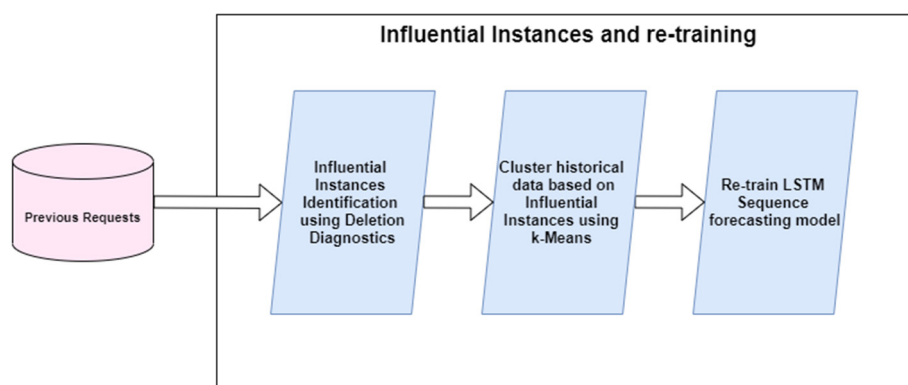 Influential Instances and re-training
Previous Requests
Influential
Instances
Identification
using Deletion
Diagnostics
Cluster historical
data based on
Influential
Instances using
k-Means
Re-train LSTM
Sequence
forecasting model